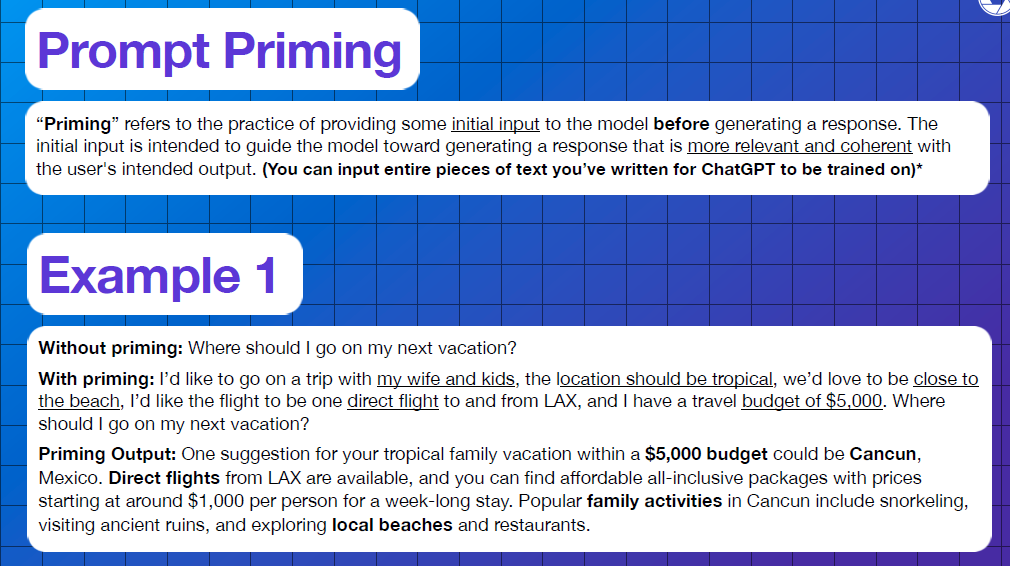 Prompt Priming
“Priming” refers to the practice of providing some initial input to the model before generating a response. The
initial input is intended to guide the model toward generating a response that is more relevant and coherent with
the user's intended output. (You can input entire pieces of text you’ve written for ChatGPT to be trained on)*
Example 1
Without priming: Where should I go on my next vacation?
With priming: I’d like to go on a trip with my wife and kids, the location should be tropical, we’d love to be close to
the beach, I’d like the flight to be one direct flight to and from LAX, and I have a travel budget of $5,000. Where
should I go on my next vacation?
Priming Output: One suggestion for your tropical family vacation within a $5,000 budget could be Cancun,
Mexico. Direct flights from LAX are available, and you can find affordable all-inclusive packages with prices
starting at around $1,000 per person for a week-long stay. Popular family activities in Cancun include snorkeling,
visiting ancient ruins, and exploring local beaches and restaurants.